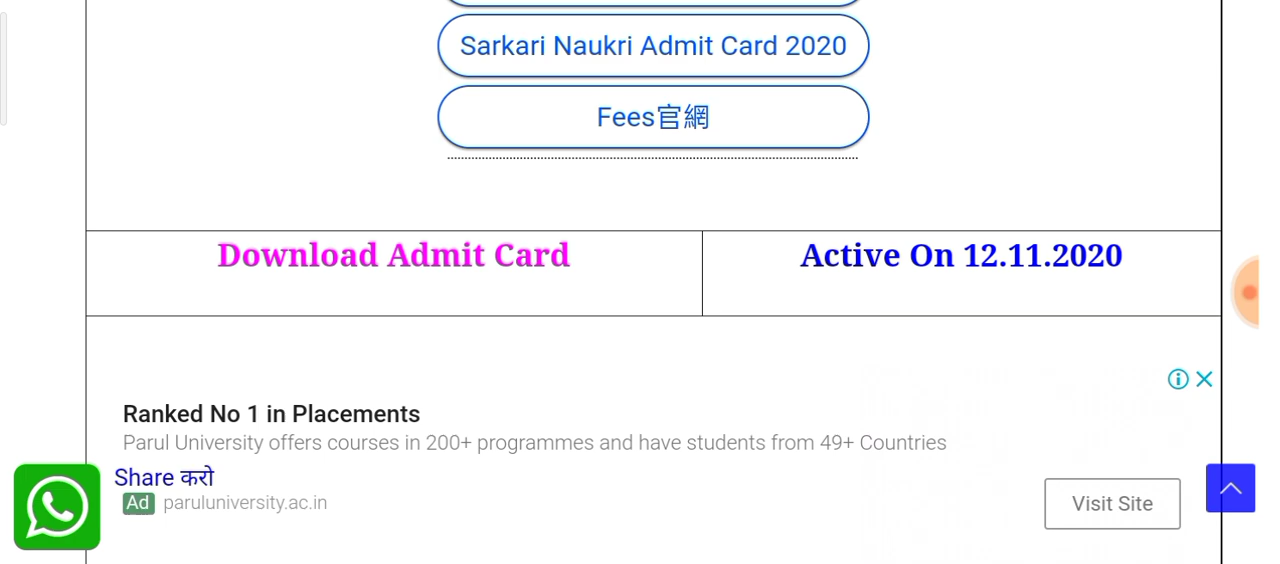 Sarkari Naukri Admit Card 2020
Fees官網
Download Admit Card
Active On 12.11.2020
Ranked No 1 in Placements
Parul University offers courses in 200+ programmes and have students from 49+ Countries
Share करो
Ad paruluniversity.ac.in
Visit Site